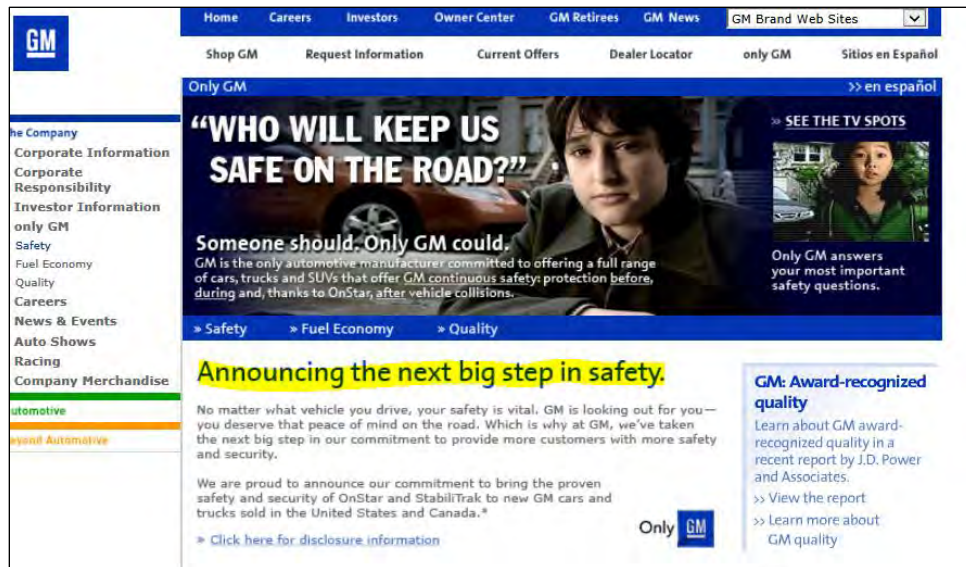 Home Careers Investors Owner Center GM Retirees GM News GM Brand Web Sites
GM
Shop GM Request Information Current Offers Dealer Locator only GM Sitios en Español
Only GM >> en español
he Company
Corporate Information
Corporate
Responsibility
Investor Information
only GM
Safety
Fuel Economy
Quality
Careers
News & Events
Auto Shows
Racing
Company Merchandise
utomotive
eyond Automotive
“WHO WILL KEEP US
SAFE ON THE ROAD?”
Someone should. Only GM could.
GM is the only automotive manufacturer committed to offering a full range
of cars, trucks and SUVs that offer GM continuous safety: protection before,
during and, thanks to OnStar, after vehicle collisions.
» SEE THE TV SPOTS
Only GM answers
your most important
safety questions.
» Safety » Fuel Economy » Quality
Announcing the next big step in safety.
No matter what vehicle you drive, your safety is vital. GM is looking out for you—
you deserve that peace of mind on the road. Which is why at GM, we’ve taken
the next big step in our commitment to provide more customers with more safety
and security.
We are proud to announce our commitment to bring the proven
safety and security of OnStar and StabiliTrak to new GM cars and
trucks sold in the United States and Canada.*
» Click here for disclosure information
Only GM
GM: Award-recognized
quality
Learn about GM award-
recognized quality in a
recent report by J.D. Power
and Associates.
>> View the report
>> Learn more about
GM quality